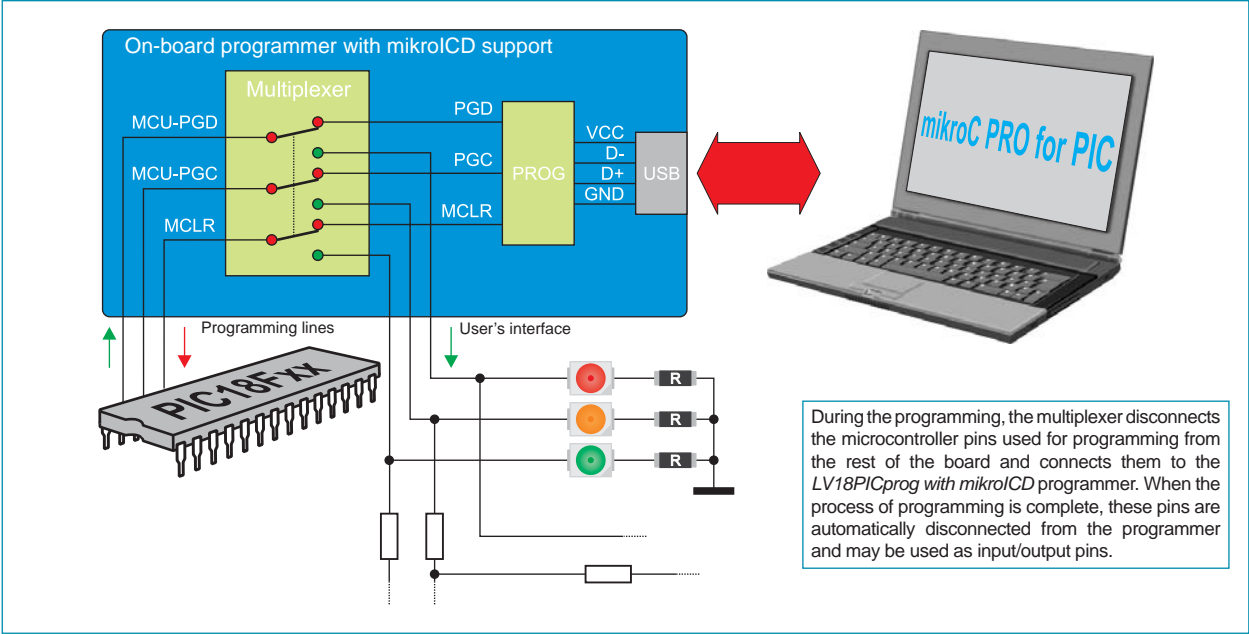 On-board programmer with mikroICD support
Multiplexer
MCU-PGD
MCU-PGC
MCLR
PGD
PGC
MCLR
PROG
VCC
D-
D+
GND
USB
mikroC PRO for PIC
Programming lines
User's interface
PIC18Fxx
R
R
R
During the programming, the multiplexer disconnects
the microcontroller pins used for programming from
the rest of the board and connects them to the
LV18PICprog with mikroICD programmer. When the
process of programming is complete, these pins are
automatically disconnected from the programmer
and may be used as input/output pins.